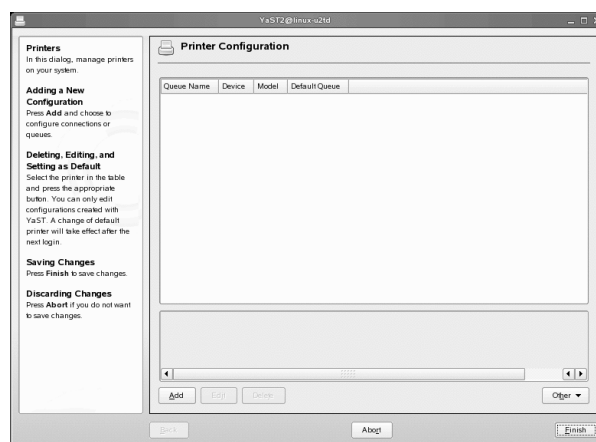 YaST2@linux-u2td
Printers
In this dialog, manage printers
on your system.
Adding a New
Configuration
Press Add and choose to
configure connections or
queues.
Deleting, Editing, and
Setting as Default
Select the printer in the table
and press the appropriate
button. You can only edit
configurations created with
YaST. A change of default
printer will take effect after the
next login.
Saving Changes
Press Finish to save changes.
Discarding Changes
Press Abort if you do not want
to save changes.
Printer Configuration
Queue Name Device Model Default Queue
Add Edit Delete Other
Back Abort Finish